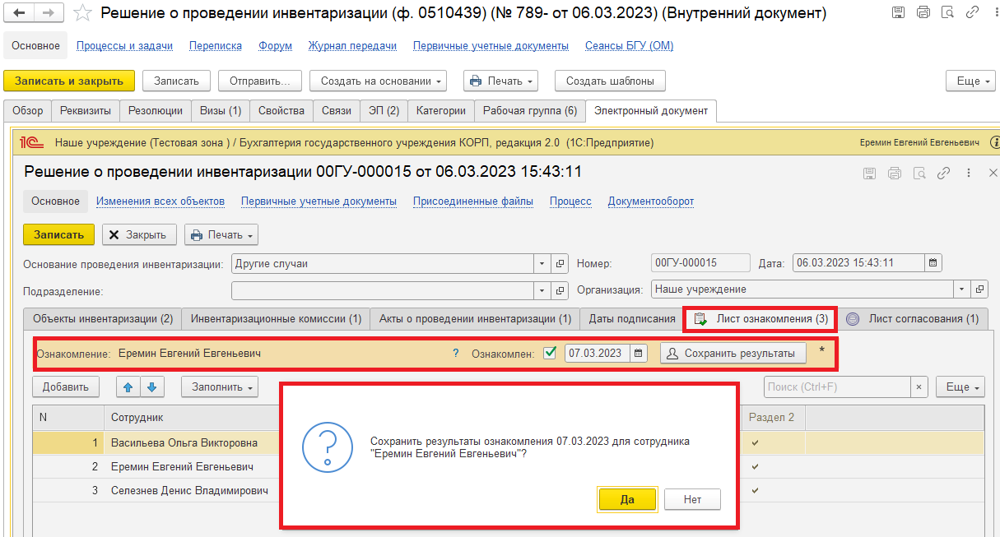 Решение о проведении инвентаризации (ф. 0510439) (№ 789- от 06.03.2023) (Внутренний документ)
Основное Процессы и задачи Переписка Форум Журнал передачи Первичные учетные документы Сеансы БГУ (ОМ)
Записать и закрыть Записать Отправить... Создать на основании Печать Создать шаблоны Еще
Обзор Реквизиты Резолюции Визы (1) Свойства Связи ЭП (2) Категории Рабочая группа (6) Электронный документ
1С Наше учреждение (Тестовая зона ) / Бухгалтерия государственного учреждения КОРП, редакция 2.0 (1С:Предприятие) Еремин Евгений Евгеньевич
Решение о проведении инвентаризации 00ГУ-000015 от 06.03.2023 15:43:11
Основное Изменения всех объектов Первичные учетные документы Присоединенные файлы Процесс Документооборот
Записать Закрыть Печать
Основание проведения инвентаризации: Другие случаи Номер: 00ГУ-000015 Дата: 06.03.2023 15:43:11
Подразделение: Организация: Наше учреждение
Объекты инвентаризации (2) Инвентаризационные комиссии (1) Акты о проведении инвентаризации (1) Даты подписания Лист ознакомления (3) Лист согласования (1)
Ознакомление: Еремин Евгений Евгеньевич ? Ознакомлен: 07.03.2023 Сохранить результаты *
Добавить Заполнить Поиск (Ctrl+F) × Еще
N Сотрудник Раздел 2
1 Васильева Ольга Викторовна
2 Еремин Евгений Евгеньевич
3 Селезнев Денис Владимирович
Сохранить результаты ознакомления 07.03.2023 для сотрудника
"Еремин Евгений Евгеньевич"?
Да Нет